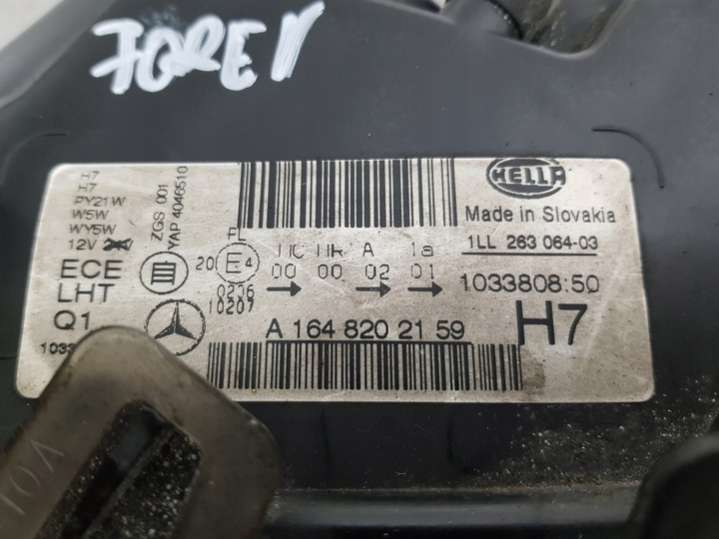 H7
H7
PY21W
W5W
WY5W
12V
ECE
LHT
Q1
ZGS 001
YAP 4046510
20 E4
0206
10207
HC HR A 1a
00 00 02 01
HELLA
Made in Slovakia
1LL 263 064-03
1033808:50
A 164 820 21 59
H7